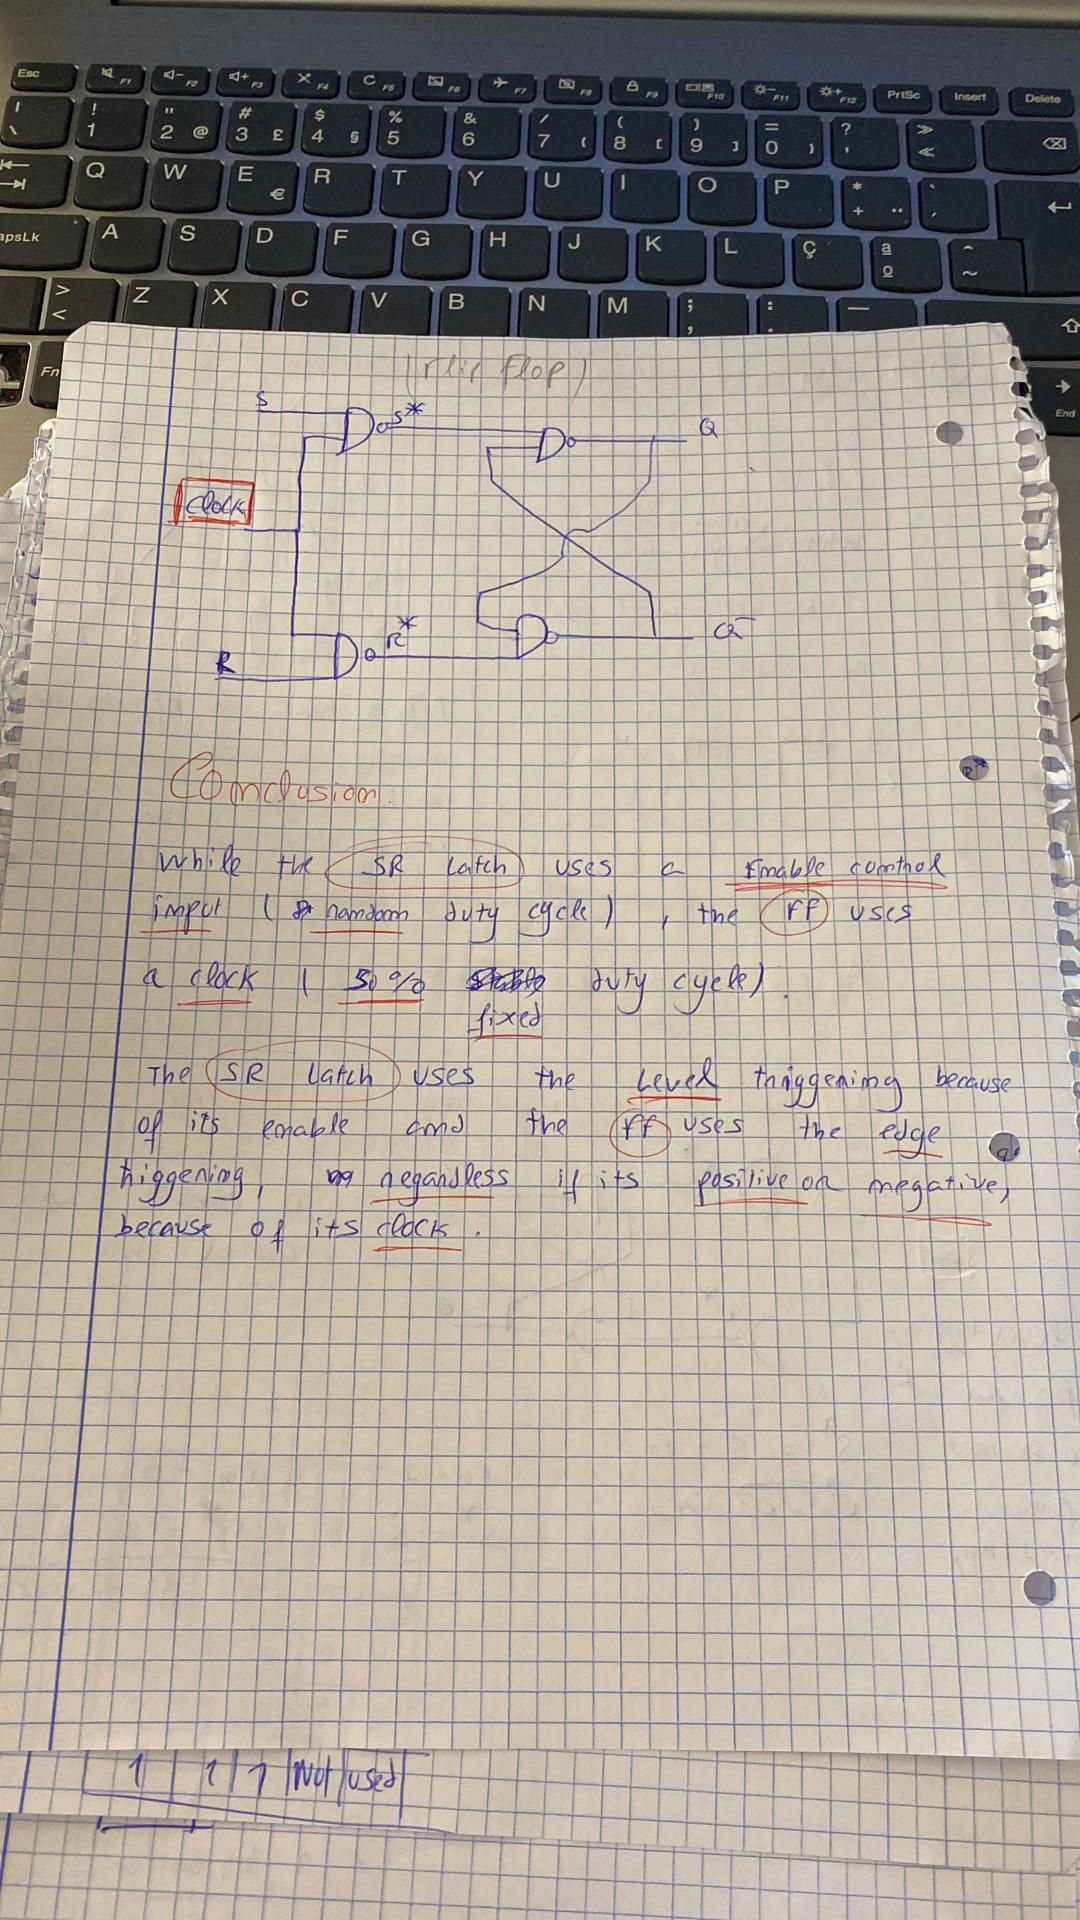 Esc F1 F2 F3 F4 F5 F6 F7 F8 F9 F10 F11 F12 PrtSc Insert Delete
! 1 " 2 @ # 3 £ $ 4 § % 5 & 6 / 7 { ( 8 [ ) 9 ] = 0 } ? ' » «
Q W E € R T Y U I O P * +
apsLk A S D F G H J K L Ç ª º ^ ~
> < Z X C V B N M ; , : . —
Fn
End
(Flip Flop)
S S* Q
clock
R R* Q̅
Conclusion.
While the SR Latch uses a Enable control
input ( random duty cycle) , the FF uses
a clock ( 50% duty cycle).
fixed
The SR Latch uses the Level triggering because
of its enable and the FF uses the edge
triggering, regardless if its positive or negative,
because of its clock .
1 1 1 Not used